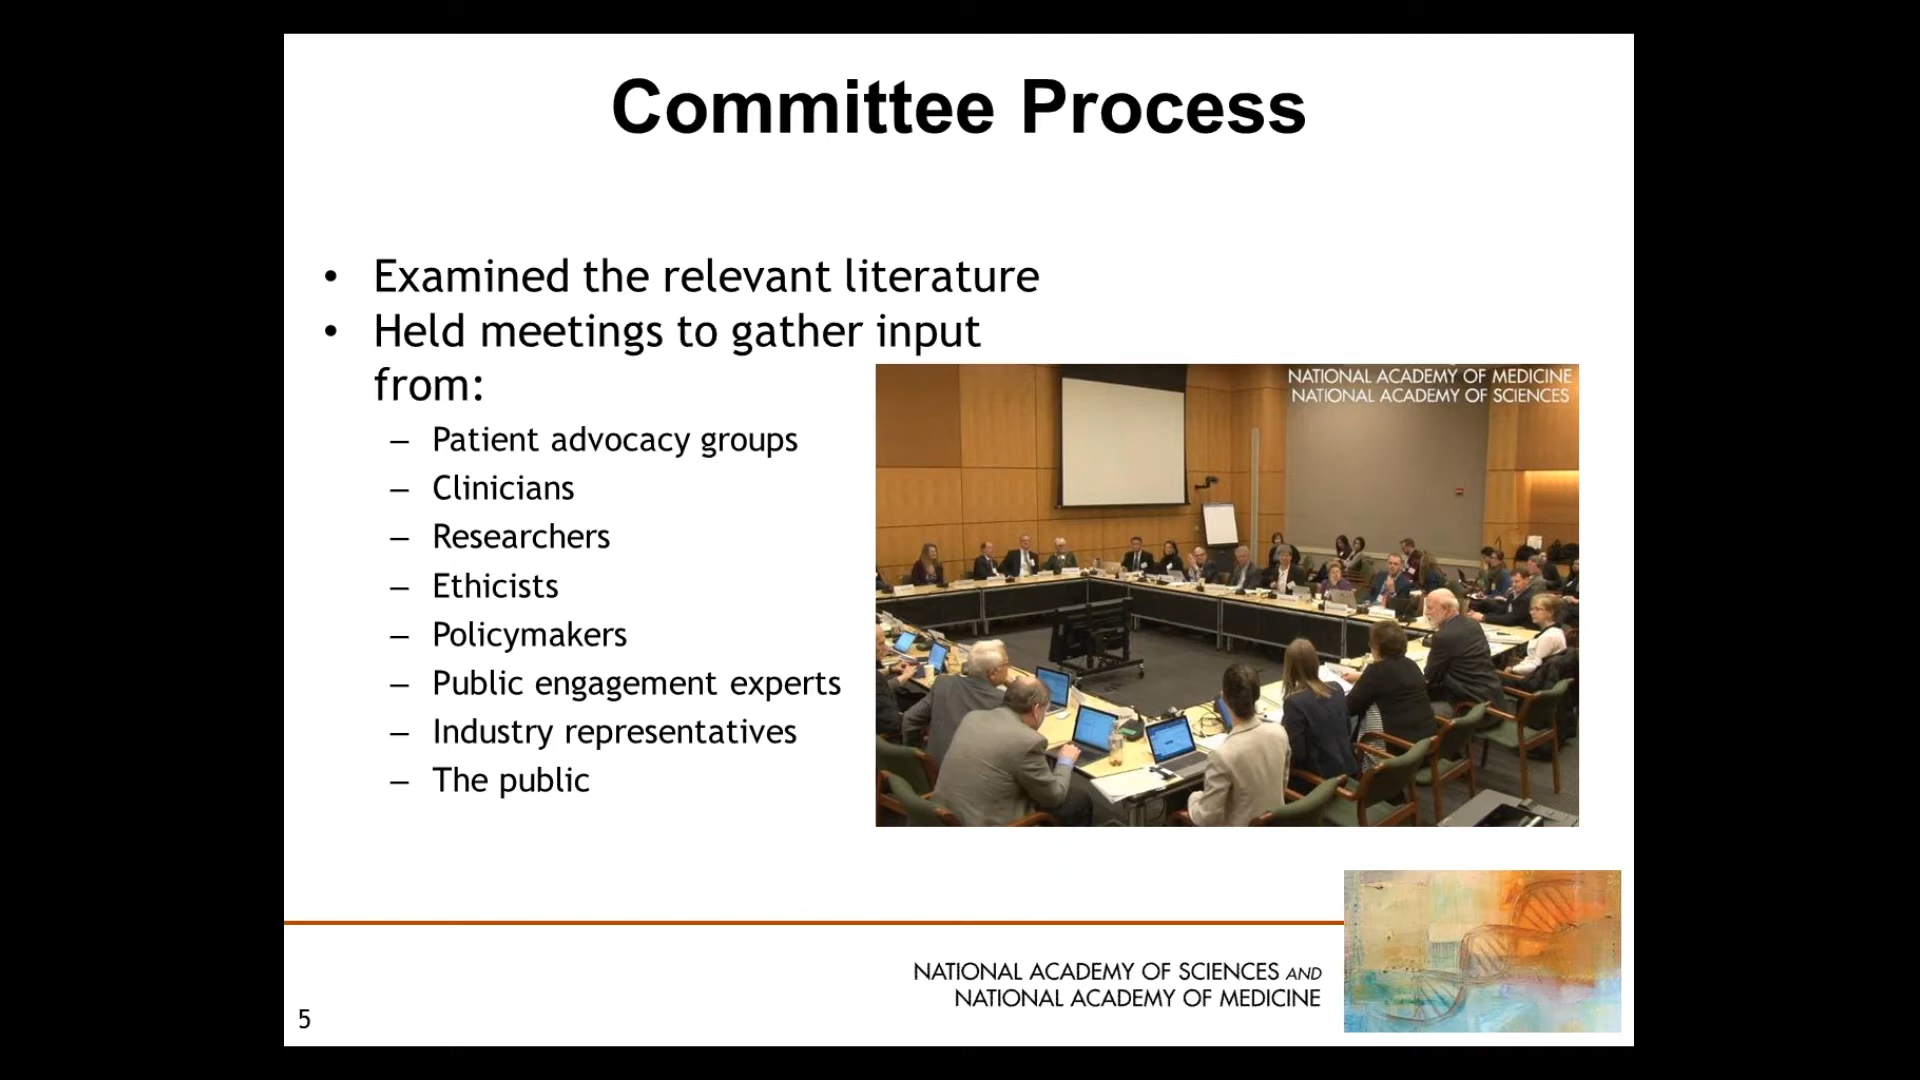 Committee Process
• Examined the relevant literature
• Held meetings to gather input
from:
– Patient advocacy groups
– Clinicians
– Researchers
– Ethicists
– Policymakers
– Public engagement experts
– Industry representatives
– The public
NATIONAL ACADEMY OF MEDICINE
NATIONAL ACADEMY OF SCIENCES
NATIONAL ACADEMY OF SCIENCES AND
NATIONAL ACADEMY OF MEDICINE
5